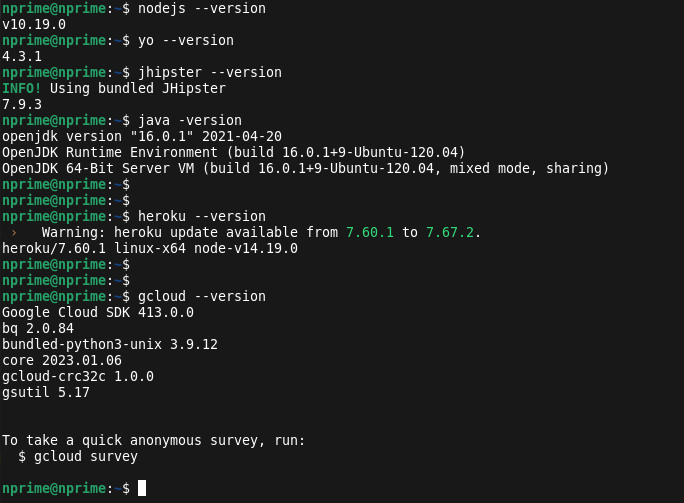 nprime@nprime:~$ nodejs --version
v10.19.0
nprime@nprime:~$ yo --version
4.3.1
nprime@nprime:~$ jhipster --version
INFO! Using bundled JHipster
7.9.3
nprime@nprime:~$ java -version
openjdk version "16.0.1" 2021-04-20
OpenJDK Runtime Environment (build 16.0.1+9-Ubuntu-120.04)
OpenJDK 64-Bit Server VM (build 16.0.1+9-Ubuntu-120.04, mixed mode, sharing)
nprime@nprime:~$
nprime@nprime:~$
nprime@nprime:~$ heroku --version
 ›   Warning: heroku update available from 7.60.1 to 7.67.2.
heroku/7.60.1 linux-x64 node-v14.19.0
nprime@nprime:~$
nprime@nprime:~$
nprime@nprime:~$ gcloud --version
Google Cloud SDK 413.0.0
bq 2.0.84
bundled-python3-unix 3.9.12
core 2023.01.06
gcloud-crc32c 1.0.0
gsutil 5.17
To take a quick anonymous survey, run:
  $ gcloud survey
nprime@nprime:~$